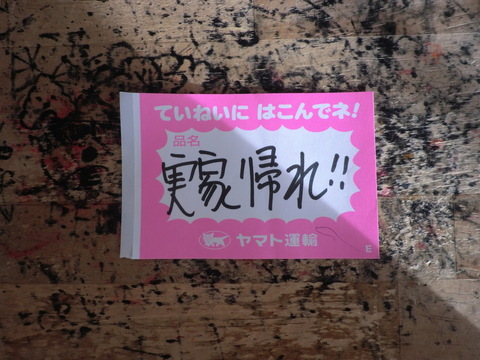 ていねいに はこんでネ!
品名
実家帰れ!!
ヤマト運輸
E